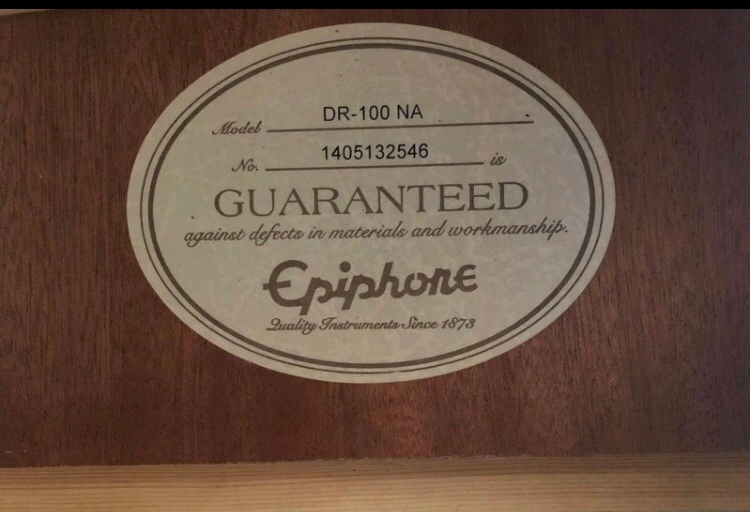 Model DR-100 NA
No. 1405132546 is
GUARANTEED
against defects in materials and workmanship.
Epiphone
Quality Instruments Since 1873